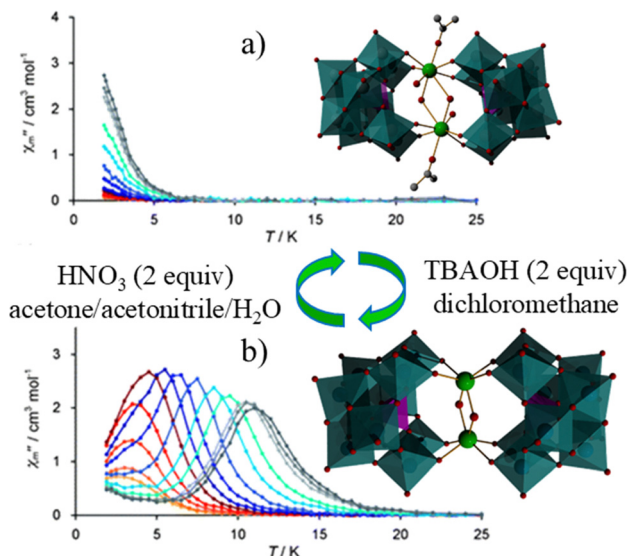 a)
χₘ″ / cm³ mol⁻¹
4
3
2
1
0
0 5 10 15 20 25
T / K
HNO₃ (2 equiv)
acetone/acetonitrile/H₂O
TBAOH (2 equiv)
dichloromethane
b)
χₘ″ / cm³ mol⁻¹
3
2
1
0
0 5 10 15 20 25
T / K